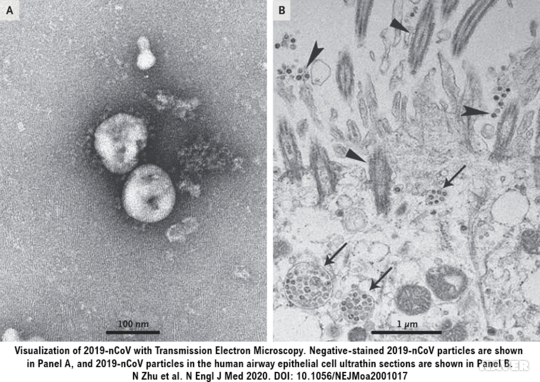 A
B
100 nm
1 µm
Visualization of 2019-nCoV with Transmission Electron Microscopy. Negative-stained 2019-nCoV particles are shown
in Panel A, and 2019-nCoV particles in the human airway epithelial cell ultrathin sections are shown in Panel B.
N Zhu et al. N Engl J Med 2020. DOI: 10.1056/NEJMoa2001017